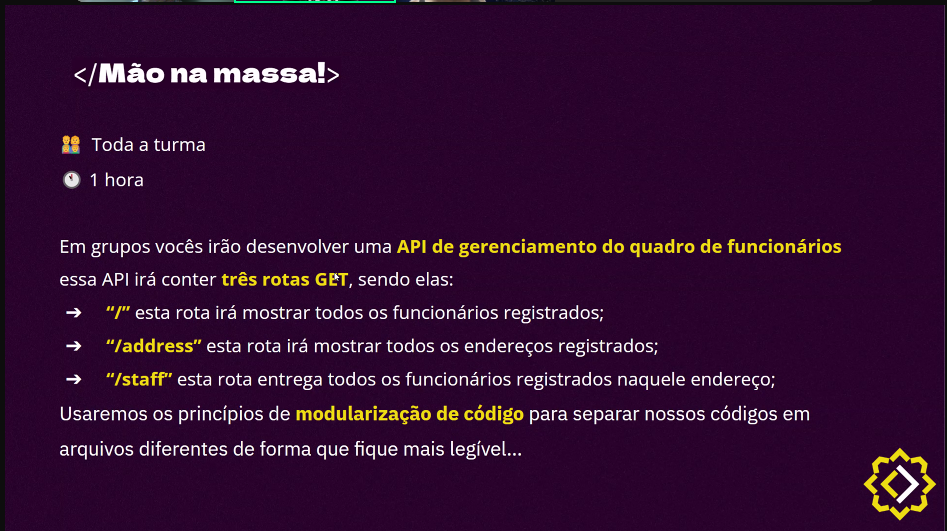 </Mão na massa!>
Toda a turma
1 hora
Em grupos vocês irão desenvolver uma API de gerenciamento do quadro de funcionários
essa API irá conter três rotas GET, sendo elas:
➔ “/” esta rota irá mostrar todos os funcionários registrados;
➔ “/address” esta rota irá mostrar todos os endereços registrados;
➔ “/staff” esta rota entrega todos os funcionários registrados naquele endereço;
Usaremos os princípios de modularização de código para separar nossos códigos em
arquivos diferentes de forma que fique mais legível...